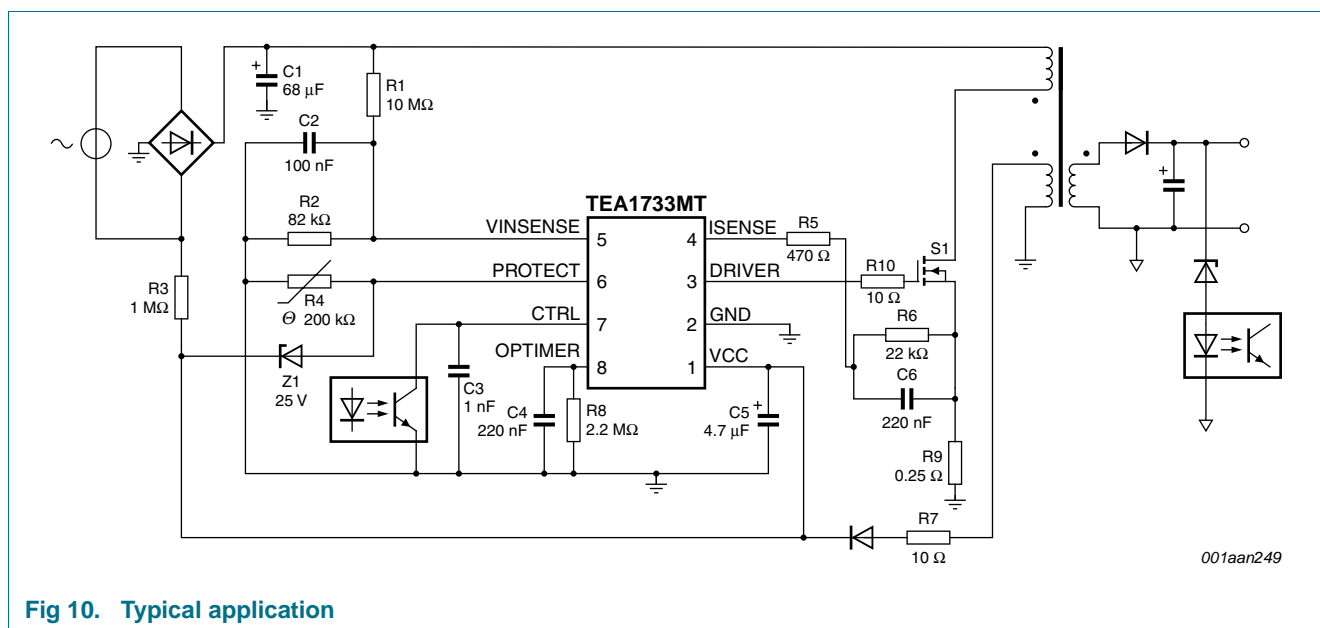 C1
68 μF
R1
10 MΩ
C2
100 nF
R2
82 kΩ
TEA1733MT
VINSENSE
5
4
ISENSE
R5
470 Ω
S1
PROTECT
6
3
DRIVER
R10
10 Ω
R3
1 MΩ
R4
Θ 200 kΩ
CTRL
7
2
GND
R6
22 kΩ
OPTIMER
8
1
VCC
Z1
25 V
C3
1 nF
C4
220 nF
R8
2.2 MΩ
C5
4.7 μF
C6
220 nF
R9
0.25 Ω
R7
10 Ω
001aan249
Fig 10. Typical application